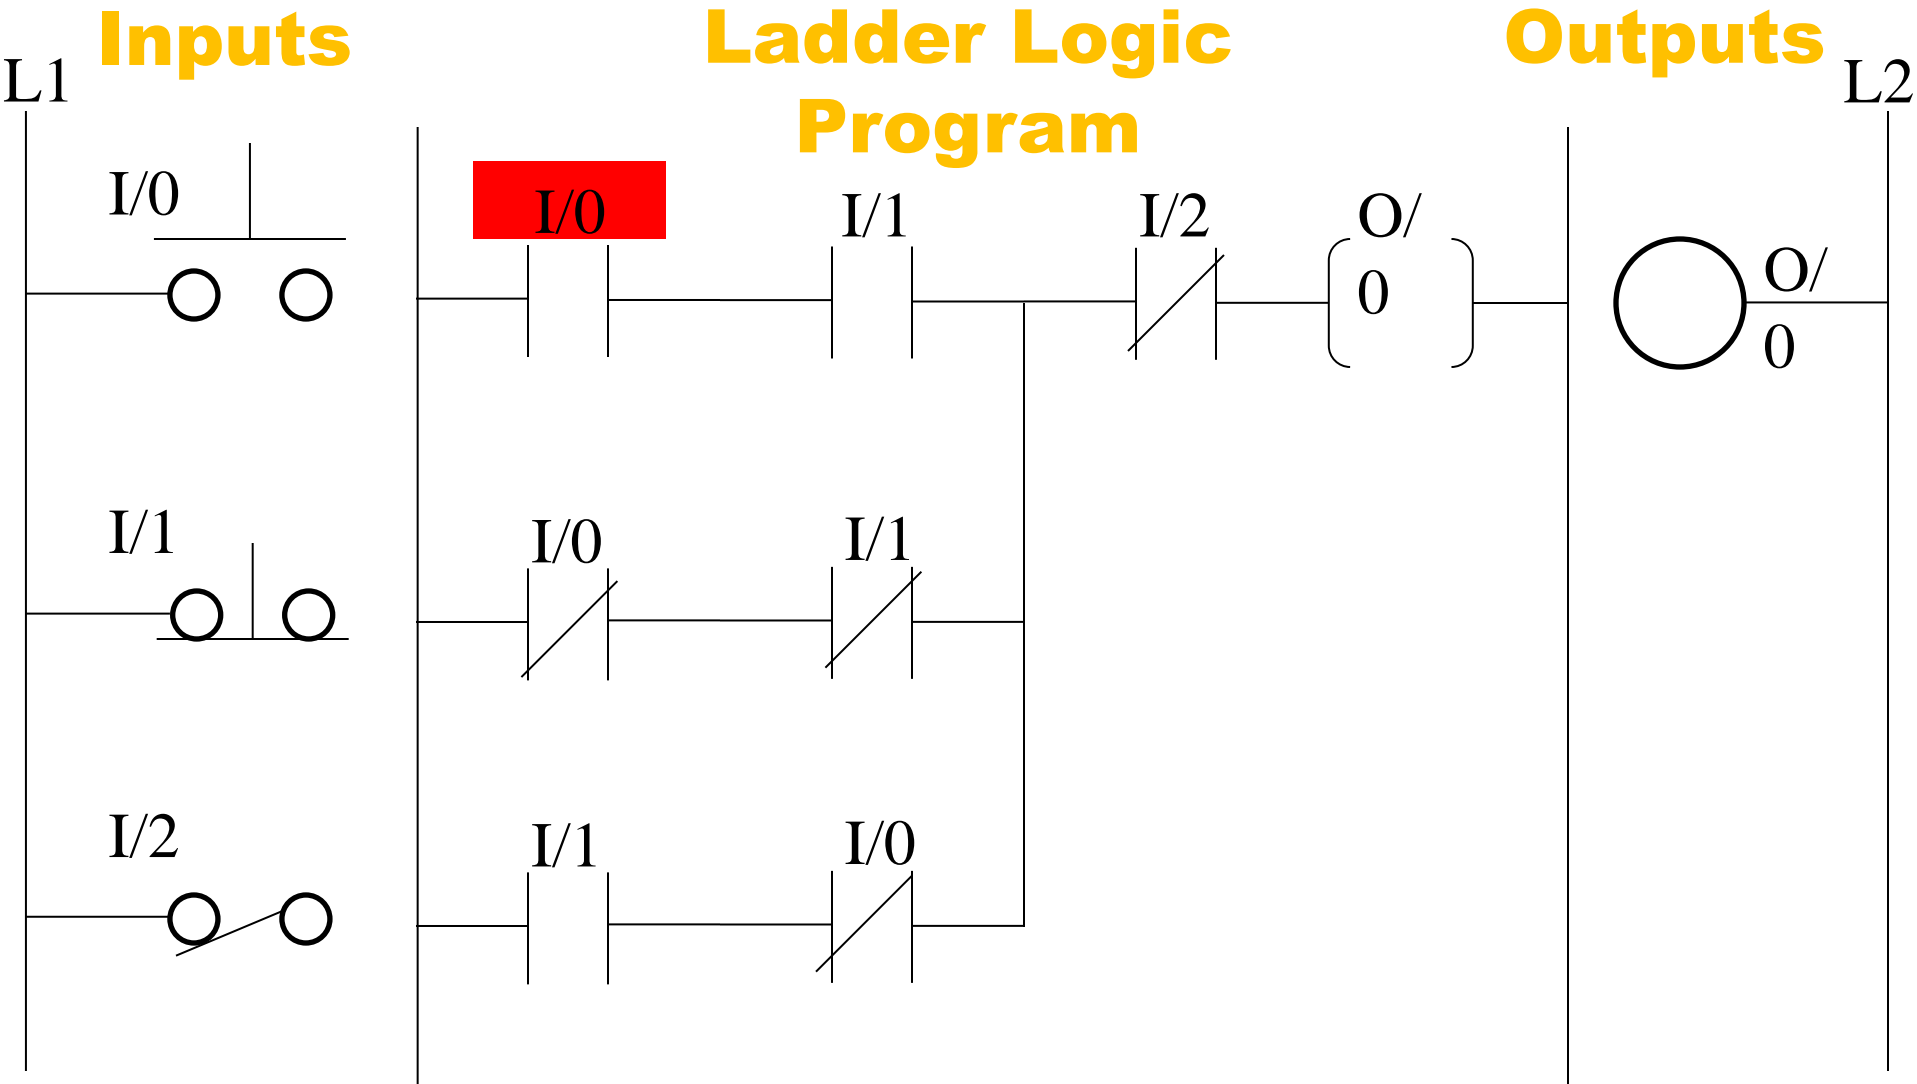 Inputs
Ladder Logic
Program
Outputs
L1
L2
I/0
I/0
I/1
I/2
O/
0
O/
0
I/1
I/0
I/1
I/2
I/1
I/0